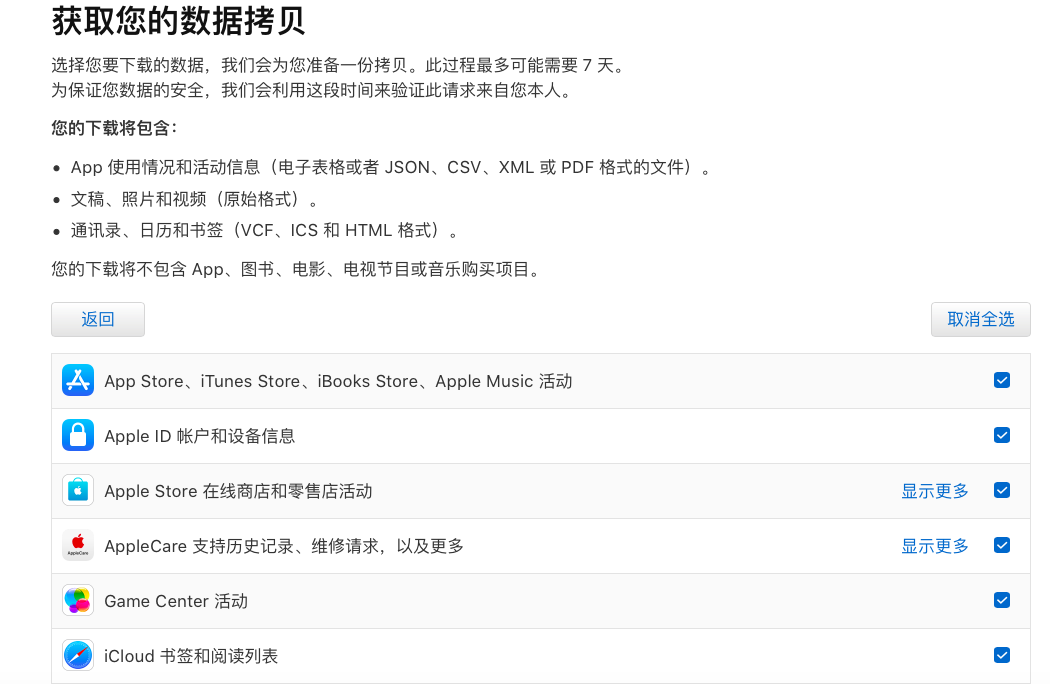 获取您的数据拷贝
选择您要下载的数据，我们会为您准备一份拷贝。此过程最多可能需要 7 天。
为保证您数据的安全，我们会利用这段时间来验证此请求来自您本人。
您的下载将包含：
• App 使用情况和活动信息（电子表格或者 JSON、CSV、XML 或 PDF 格式的文件）。
• 文稿、照片和视频（原始格式）。
• 通讯录、日历和书签（VCF、ICS 和 HTML 格式）。
您的下载将不包含 App、图书、电影、电视节目或音乐购买项目。
返回 取消全选
App Store、iTunes Store、iBooks Store、Apple Music 活动
Apple ID 帐户和设备信息
Apple Store 在线商店和零售店活动 显示更多
AppleCare AppleCare 支持历史记录、维修请求，以及更多 显示更多
Game Center 活动
iCloud 书签和阅读列表